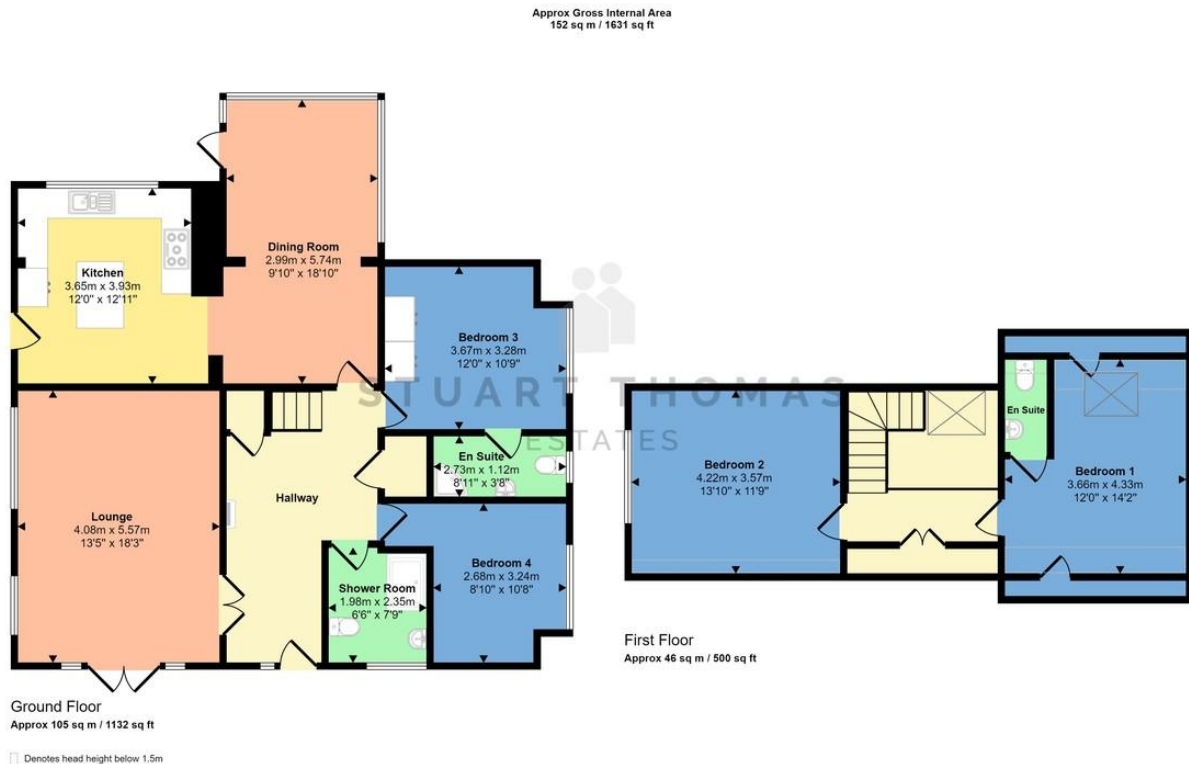 Approx Gross Internal Area
152 sq m / 1631 sq ft
Dining Room
2.99m x 5.74m
9'10" x 18'10"
Kitchen
3.65m x 3.93m
12'0" x 12'11"
Bedroom 3
3.67m x 3.28m
12'0" x 10'9"
STUART THOMAS
ESTATES
En Suite
2.73m x 1.12m
8'11" x 3'8"
Hallway
Lounge
4.08m x 5.57m
13'5" x 18'3"
Bedroom 4
2.68m x 3.24m
8'10" x 10'8"
Shower Room
1.98m x 2.35m
6'6" x 7'9"
Ground Floor
Approx 105 sq m / 1132 sq ft
Denotes head height below 1.5m
En Suite
Bedroom 2
4.22m x 3.57m
13'10" x 11'9"
Bedroom 1
3.66m x 4.33m
12'0" x 14'2"
First Floor
Approx 46 sq m / 500 sq ft